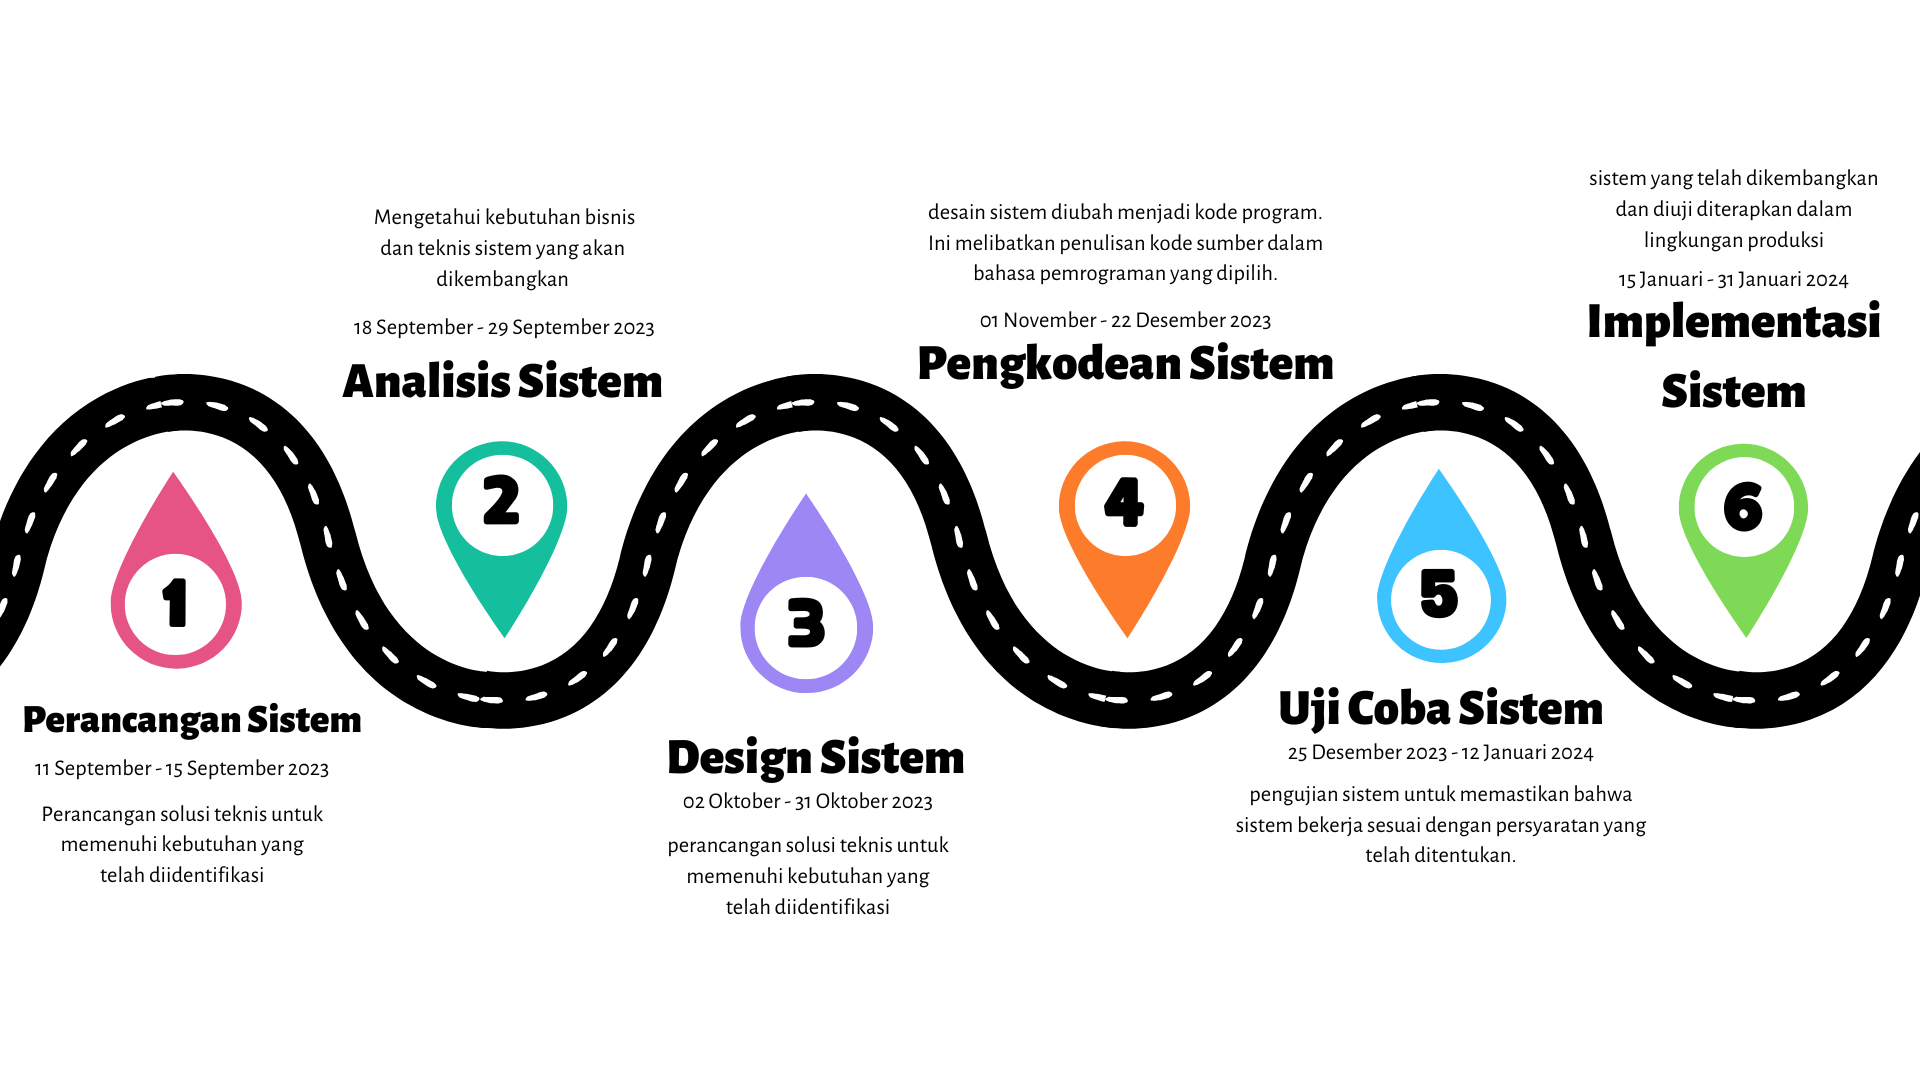 1
Perancangan Sistem
11 September - 15 September 2023
Perancangan solusi teknis untuk
memenuhi kebutuhan yang
telah diidentifikasi
Mengetahui kebutuhan bisnis
dan teknis sistem yang akan
dikembangkan
18 September - 29 September 2023
Analisis Sistem
2
3
Design Sistem
02 Oktober - 31 Oktober 2023
perancangan solusi teknis untuk
memenuhi kebutuhan yang
telah diidentifikasi
desain sistem diubah menjadi kode program.
Ini melibatkan penulisan kode sumber dalam
bahasa pemrograman yang dipilih.
01 November - 22 Desember 2023
Pengkodean Sistem
4
5
Uji Coba Sistem
25 Desember 2023 - 12 Januari 2024
pengujian sistem untuk memastikan bahwa
sistem bekerja sesuai dengan persyaratan yang
telah ditentukan.
sistem yang telah dikembangkan
dan diuji diterapkan dalam
lingkungan produksi
15 Januari - 31 Januari 2024
Implementasi
Sistem
6